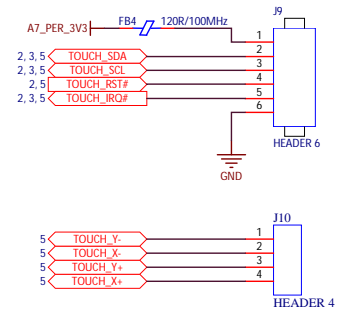 J9
FB4 120R/100MHz
A7_PER_3V3
1
2, 3, 5 TOUCH_SDA 2
2, 3, 5 TOUCH_SCL 3
2, 5 TOUCH_RST# 4
2, 3, 5 TOUCH_IRQ# 5
6
HEADER 6
GND
J10
5 TOUCH_Y- 1
5 TOUCH_X- 2
5 TOUCH_Y+ 3
5 TOUCH_X+ 4
HEADER 4